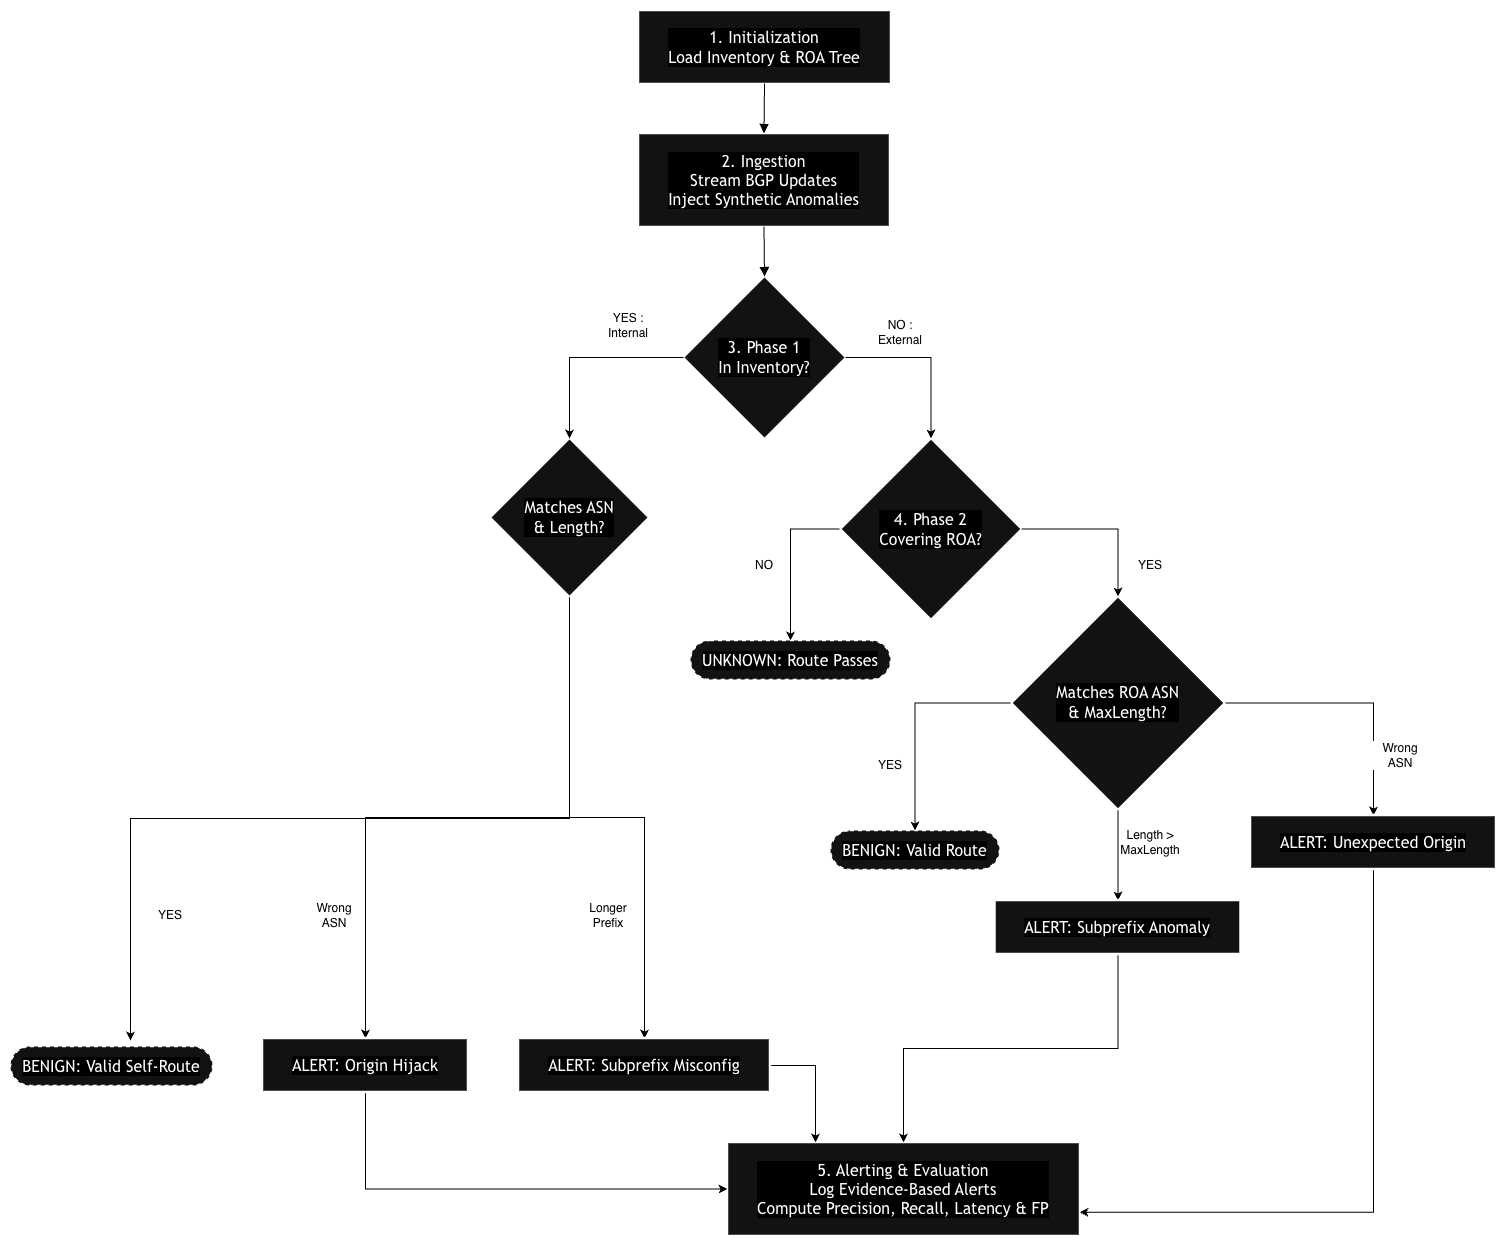 1. Initialization
Load Inventory & ROA Tree
2. Ingestion
Stream BGP Updates
Inject Synthetic Anomalies
YES :
Internal
NO :
External
3. Phase 1
In Inventory?
Matches ASN
& Length?
4. Phase 2
Covering ROA?
NO
YES
UNKNOWN: Route Passes
Matches ROA ASN
& MaxLength?
YES
Wrong
ASN
BENIGN: Valid Route
Length >
MaxLength
ALERT: Unexpected Origin
YES
Wrong
ASN
Longer
Prefix
ALERT: Subprefix Anomaly
BENIGN: Valid Self-Route
ALERT: Origin Hijack
ALERT: Subprefix Misconfig
5. Alerting & Evaluation
Log Evidence-Based Alerts
Compute Precision, Recall, Latency & FP